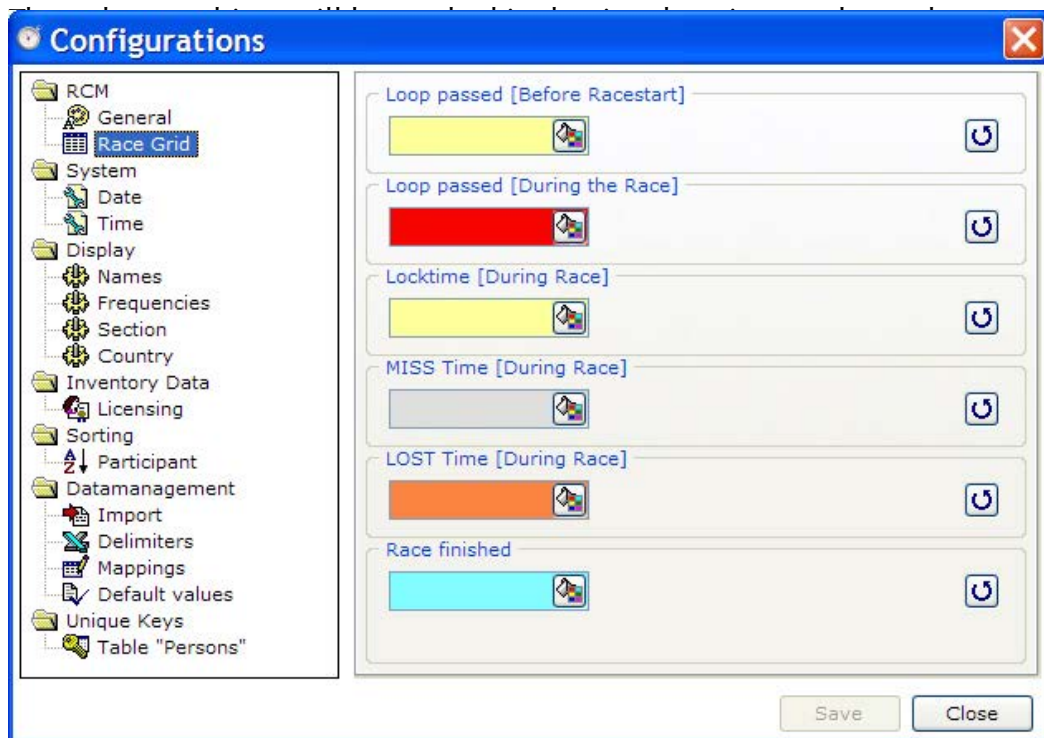 Configurations
RCM
General
Race Grid
System
Date
Time
Display
Names
Frequencies
Section
Country
Inventory Data
Licensing
Sorting
Participant
Datamanagement
Import
Delimiters
Mappings
Default values
Unique Keys
Table "Persons"
Loop passed [Before Racestart]
Loop passed [During the Race]
Locktime [During Race]
MISS Time [During Race]
LOST Time [During Race]
Race finished
Save
Close